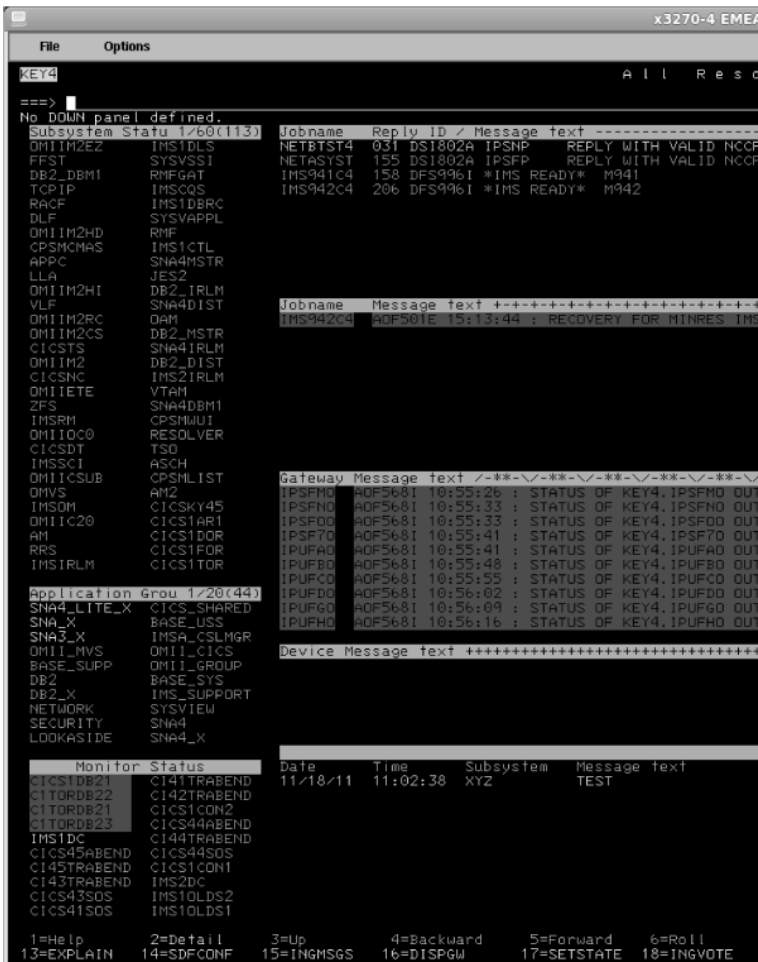 x3270-4 EMEA
File Options
KEY4 All Reso
===>
No DOWN panel defined.
Subsystem Statu 1/60(113) Jobname Reply ID / Message text -----------------
OMIIM2EZ IMS1DLS NETBTST4 031 DSI802A IPSNP REPLY WITH VALID NCCF
FFST SYSVSSI NETASYST 155 DSI802A IPSFP REPLY WITH VALID NCCF
DB2_DBM1 RMFGAT IMS941C4 158 DFS996I *IMS READY* M941
TCPIP IMSCQS IMS942C4 206 DFS996I *IMS READY* M942
RACF IMS1DBRC
DLF SYSVAPPL
OMIIM2HD RMF
CPSMCMAS IMS1CTL
APPC SNA4MSTR
LLA JES2
OMIIM2HI DB2_IRLM
VLF SNA4DIST Jobname Message text +-+-+-+-+-+-+-+-+-+-+-+-+-+-+
OMIIM2RC OAM IMS942C4 AOF501E 15:13:44 : RECOVERY FOR MINRES IMS
OMIIM2CS DB2_MSTR
CICSTS SNA4IRLM
OMIIM2 DB2_DIST
CICSNC IMS2IRLM
OMIIETE VTAM
ZFS SNA4DBM1
IMSRM CPSMWUI
OMIIOC0 RESOLVER
CICSDT TSO
IMSSCI ASCH
OMIICSUB CPSMLIST Gateway Message text /-**-\/-**-\/-**-\/-**-\/-**-\/
OMVS AM2 IPSFMO AOF568I 10:55:26 : STATUS OF KEY4.IPSFMO OUT
IMSOM CICSKY45 IPSFNO AOF568I 10:55:33 : STATUS OF KEY4.IPSFNO OUT
OMIIC20 CICS1AR1 IPSFOO AOF568I 10:55:33 : STATUS OF KEY4.IPSFOO OUT
AM CICS1DOR IPSF7O AOF568I 10:55:41 : STATUS OF KEY4.IPSF7O OUT
RRS CICS1FOR IPUFAO AOF568I 10:55:41 : STATUS OF KEY4.IPUFAO OUT
IMSIRLM CICS1TOR IPUFBO AOF568I 10:55:48 : STATUS OF KEY4.IPUFBO OUT
IPUFCO AOF568I 10:55:55 : STATUS OF KEY4.IPUFCO OUT
Application Grou 1/20(44) IPUFDO AOF568I 10:56:02 : STATUS OF KEY4.IPUFDO OUT
SNA4_LITE_X CICS_SHARED IPUFGO AOF568I 10:56:09 : STATUS OF KEY4.IPUFGO OUT
SNA_X BASE_USS IPUFHO AOF568I 10:56:16 : STATUS OF KEY4.IPUFHO OUT
SNA3_X IMSA_CSLMGR
OMII_MVS OMII_CICS Device Message text ++++++++++++++++++++++++++++++
BASE_SUPP OMII_GROUP
DB2 BASE_SYS
DB2_X IMS_SUPPORT
NETWORK SYSVIEW
SECURITY SNA4
LOOKASIDE SNA4_X
Monitor Status Date Time Subsystem Message text
CICS1DB21 CI41TRABEND 11/18/11 11:02:38 XYZ TEST
C1TORDB22 CI42TRABEND
C1TORDB21 CICS1CON2
C1TORDB23 CICS44ABEND
IMS1DC CI44TRABEND
CICS45ABEND CICS44SOS
CI45TRABEND CICS1CON1
CI43TRABEND IMS2DC
CICS43SOS IMS1OLDS2
CICS41SOS IMS1OLDS1
1=Help 2=Detail 3=Up 4=Backward 5=Forward 6=Roll
13=EXPLAIN 14=SDFCONF 15=INGMSGS 16=DISPGW 17=SETSTATE 18=INGVOTE